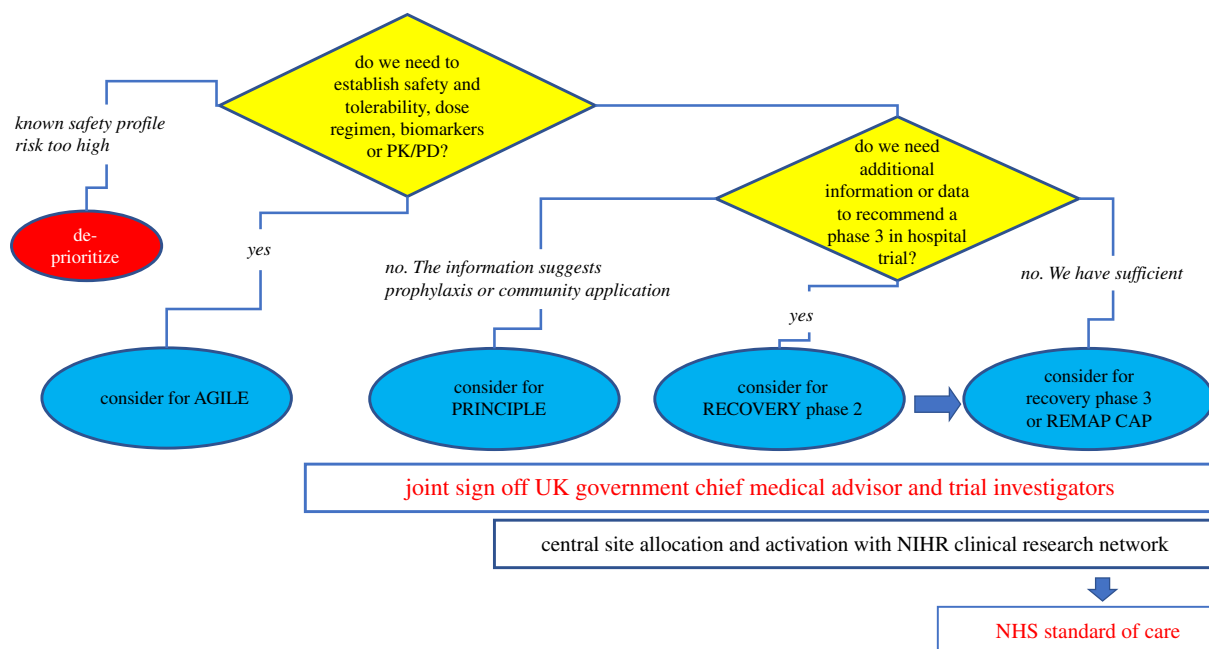 do we need to
establish safety and
tolerability, dose
regimen, biomarkers
or PK/PD?
known safety profile
risk too high
de-
prioritize
yes
consider for AGILE
do we need
additional
information or data
to recommend a
phase 3 in hospital
trial?
no. The information suggests
prophylaxis or community application
yes
no. We have sufficient
consider for
PRINCIPLE
consider for
RECOVERY phase 2
consider for
recovery phase 3
or REMAP CAP
joint sign off UK government chief medical advisor and trial investigators
central site allocation and activation with NIHR clinical research network
NHS standard of care